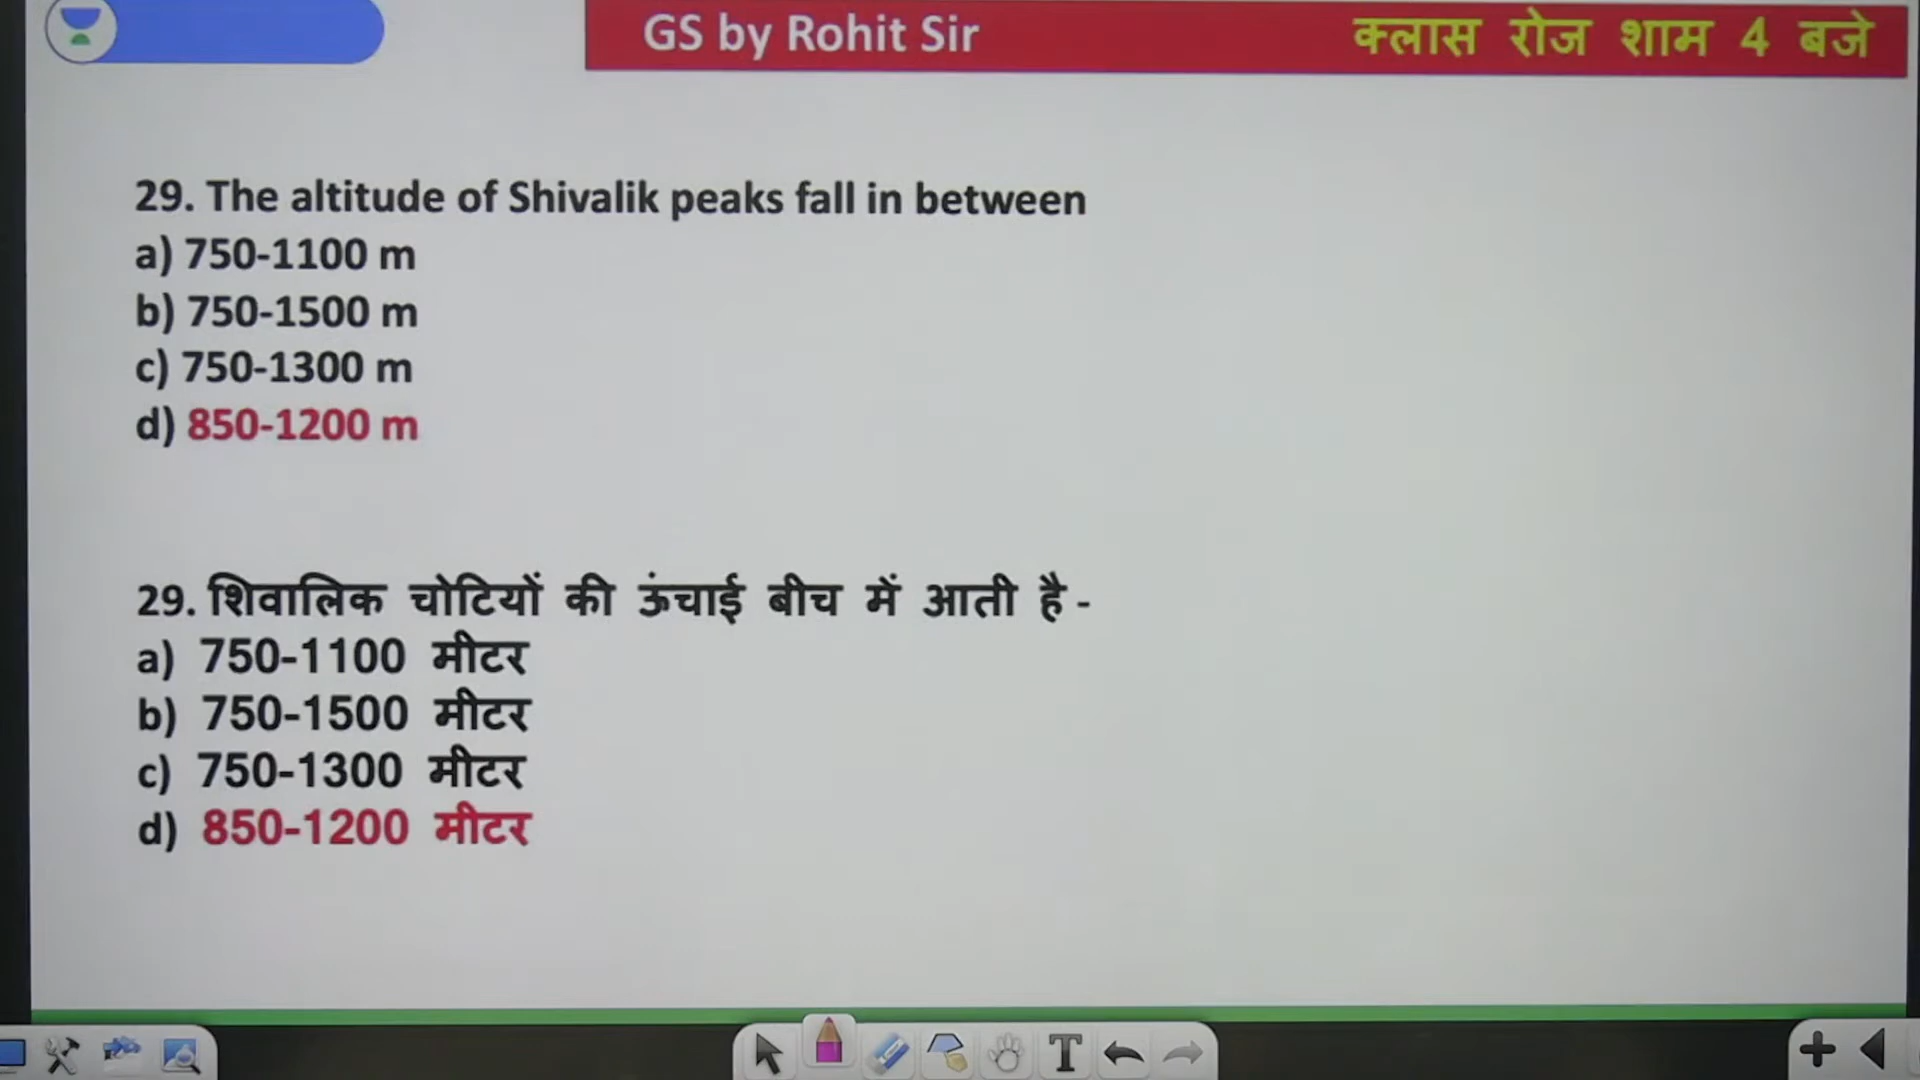 GS by Rohit Sir
क्लास रोज शाम 4 बजे
29. The altitude of Shivalik peaks fall in between
a) 750-1100 m
b) 750-1500 m
c) 750-1300 m
d) 850-1200 m
29. शिवालिक चोटियों की ऊंचाई बीच में आती है -
a) 750-1100 मीटर
b) 750-1500 मीटर
c) 750-1300 मीटर
d) 850-1200 मीटर
T